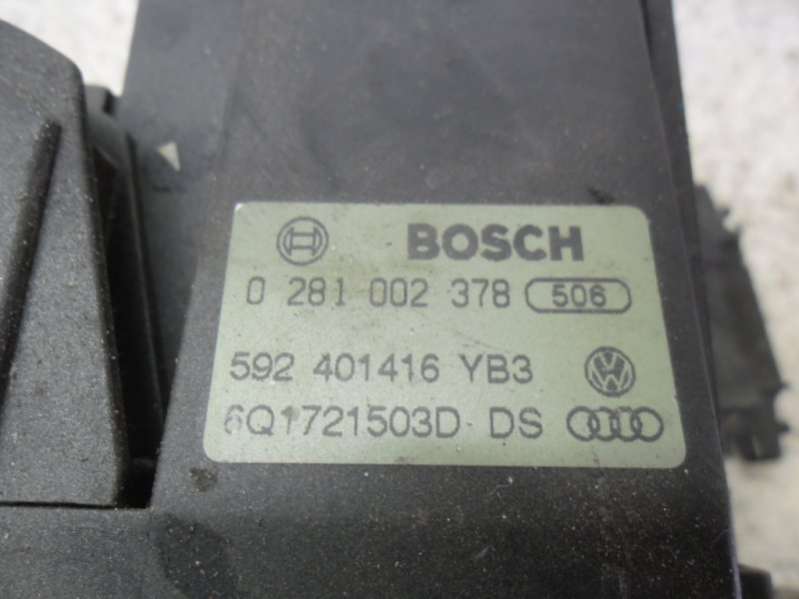 BOSCH
0 281 002 378 506
592 401416 YB3
6Q1721503D DS